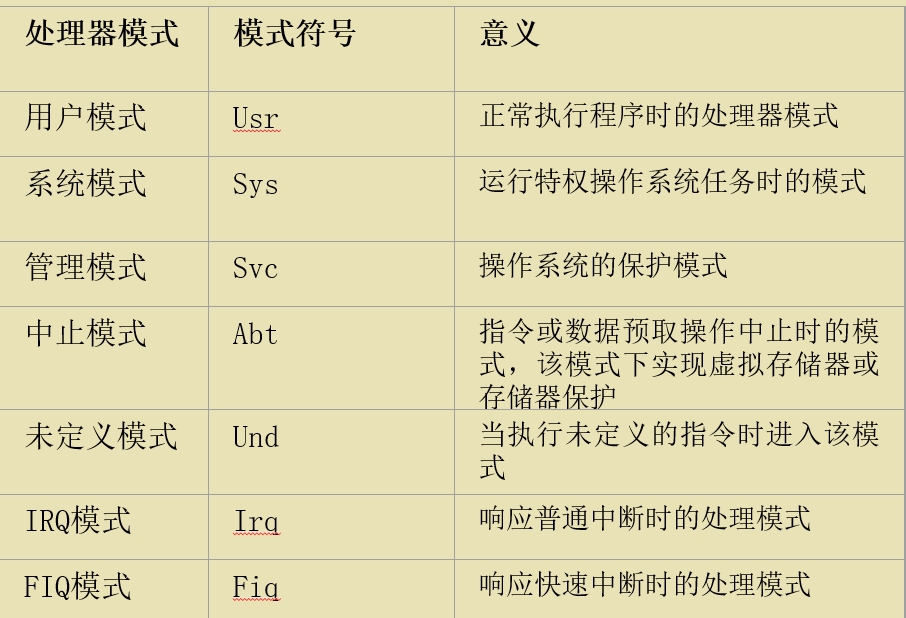 处理器模式 模式符号 意义
用户模式 Usr 正常执行程序时的处理器模式
系统模式 Sys 运行特权操作系统任务时的模式
管理模式 Svc 操作系统的保护模式
中止模式 Abt 指令或数据预取操作中止时的模
式，该模式下实现虚拟存储器或
存储器保护
未定义模式 Und 当执行未定义的指令时进入该模
式
IRQ模式 Irq 响应普通中断时的处理模式
FIQ模式 Fiq 响应快速中断时的处理模式